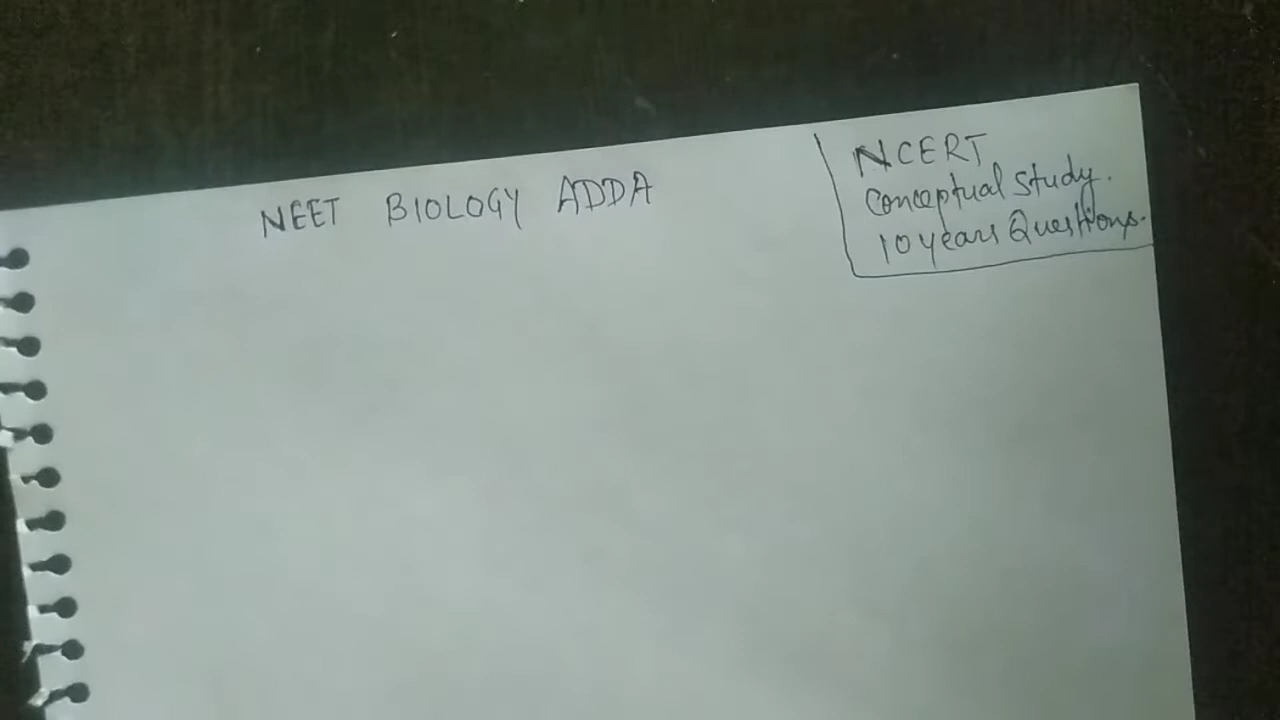 NEET BIOLOGY ADDA
NCERT
Conceptual Study.
10 years Questions.